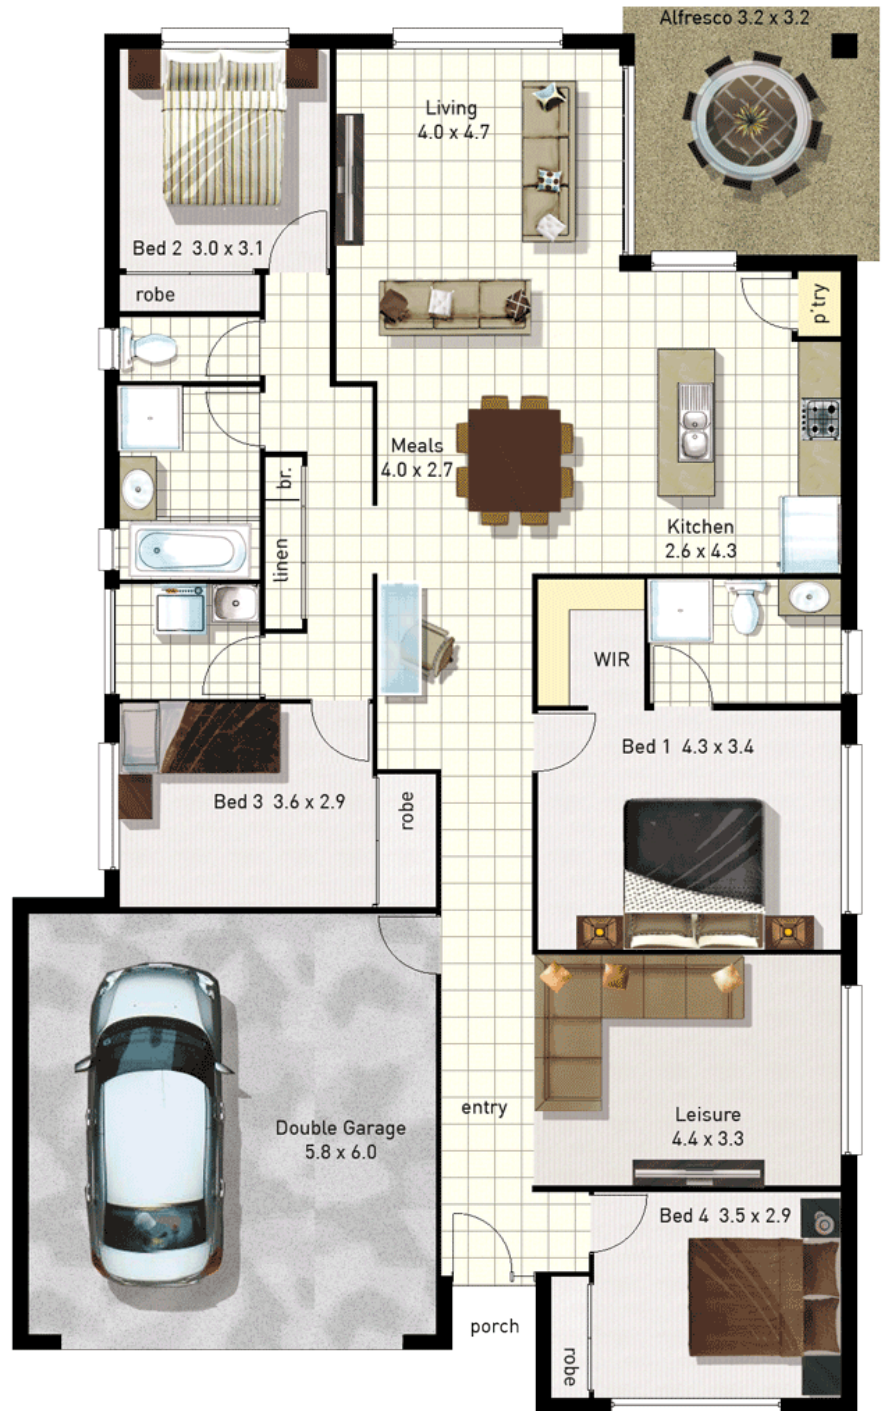 Alfresco 3.2 x 3.2
Living
4.0 x 4.7
Bed 2 3.0 x 3.1
robe
p'try
Meals
4.0 x 2.7
br.
linen
Kitchen
2.6 x 4.3
WIR
Bed 1 4.3 x 3.4
Bed 3 3.6 x 2.9
robe
entry
Leisure
4.4 x 3.3
Double Garage
5.8 x 6.0
Bed 4 3.5 x 2.9
porch
robe